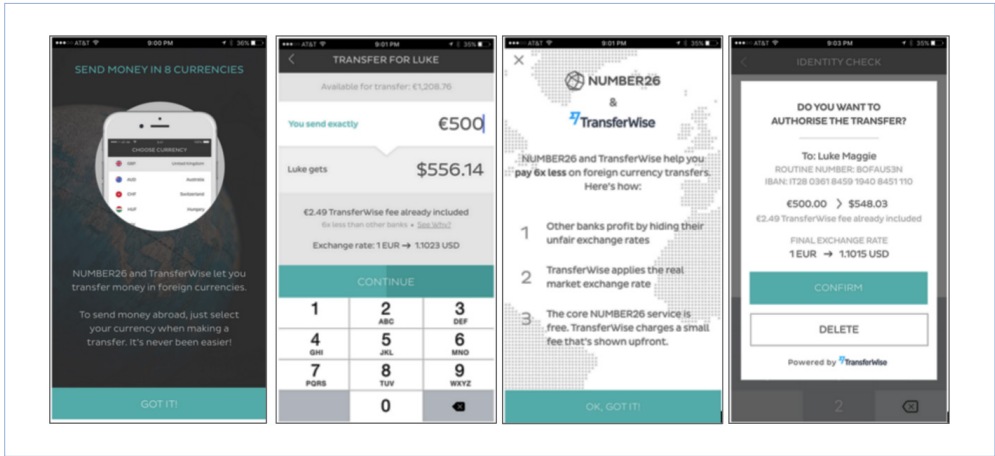 AT&T 9:00 PM 36%
SEND MONEY IN 8 CURRENCIES
CHOOSE CURRENCY
GBP United Kingdom
AUD Australia
CHF Switzerland
HUF Hungary
NUMBER26 and TransferWise let you
transfer money in foreign currencies.
To send money abroad, just select
your currency when making a
transfer. It's never been easier!
GOT IT!
AT&T 9:01 PM 35%
TRANSFER FOR LUKE
Available for transfer: €1,208.76
You send exactly €500
Luke gets $556.14
€2.49 TransferWise fee already included
6x less than other banks • See Why?
Exchange rate: 1 EUR → 1.1023 USD
CONTINUE
1 2 3
ABC DEF
4 5 6
GHI JKL MNO
7 8 9
PQRS TUV WXYZ
0
AT&T 9:01 PM 35%
NUMBER26
&
TransferWise
NUMBER26 and TransferWise help you
pay 6x less on foreign currency transfers.
Here's how:
1 Other banks profit by hiding their
unfair exchange rates
2 TransferWise applies the real
market exchange rate
3 The core NUMBER26 service is
free. TransferWise charges a small
fee that's shown upfront.
OK, GOT IT!
AT&T 9:03 PM 35%
IDENTITY CHECK
DO YOU WANT TO
AUTHORISE THE TRANSFER?
To: Luke Maggie
ROUTINE NUMBER: BOFAUS3N
IBAN: IT28 0361 8459 1940 8451 110
€500.00 > $548.03
€2.49 TransferWise fee already included
FINAL EXCHANGE RATE
1 EUR → 1.1015 USD
CONFIRM
DELETE
Powered by TransferWise
2